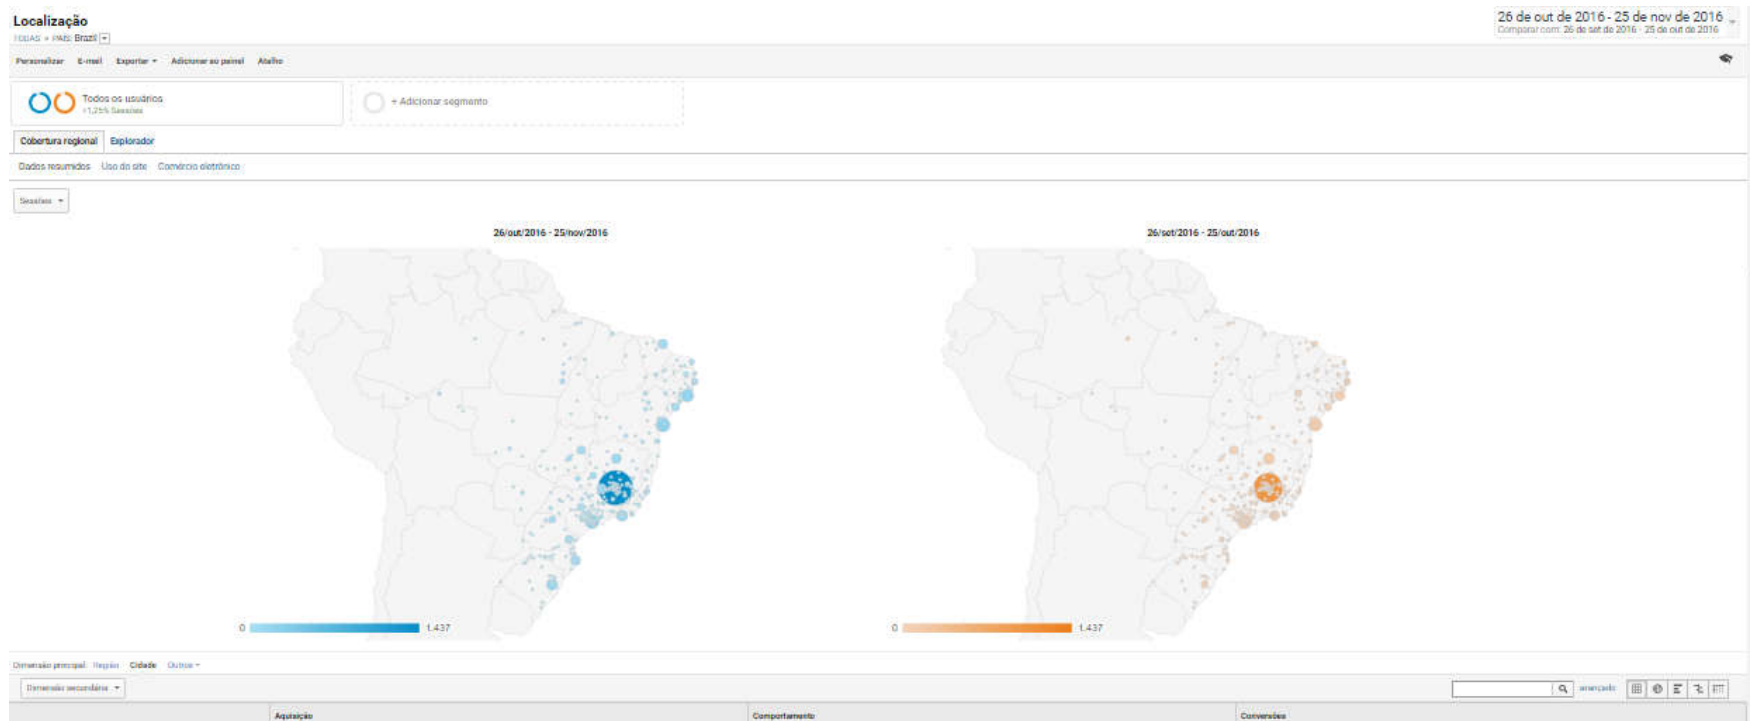 Localização
26 de out de 2016 - 25 de nov de 2016
TODAS » PAÍS: Brazil
Comparar com: 26 de set de 2016 - 25 de out de 2016
Personalizar E-mail Exportar Adicionar ao painel Atalho
Todos os usuários
+ Adicionar segmento
Sessões
Cobertura regional Explorador
Dados resumidos Uso do site Comércio eletrônico
Sessões
26/out/2016 - 25/nov/2016
26/set/2016 - 25/out/2016
0 1.437
0 1.437
Dimensão principal: Região Cidade Outros
Dimensão secundária
avançado
Aquisição Comportamento Conversões